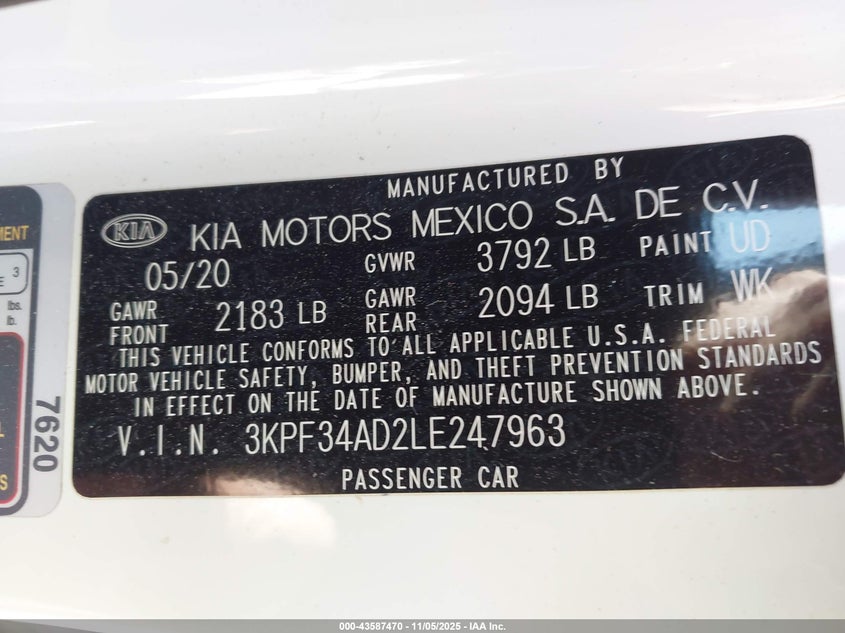 MANUFACTURED BY
KIA KIA MOTORS MEXICO S.A. DE C.V.
05/20 GVWR 3792 LB PAINT UD
GAWR FRONT 2183 LB GAWR REAR 2094 LB TRIM WK
THIS VEHICLE CONFORMS TO ALL APPLICABLE U.S.A. FEDERAL
MOTOR VEHICLE SAFETY, BUMPER, AND THEFT PREVENTION STANDARDS
IN EFFECT ON THE DATE OF MANUFACTURE SHOWN ABOVE.
V.I.N. 3KPF34AD2LE247963
PASSENGER CAR
3
lbs.
lb.
7620
000-43587470 - 11/05/2025 - IAA Inc.